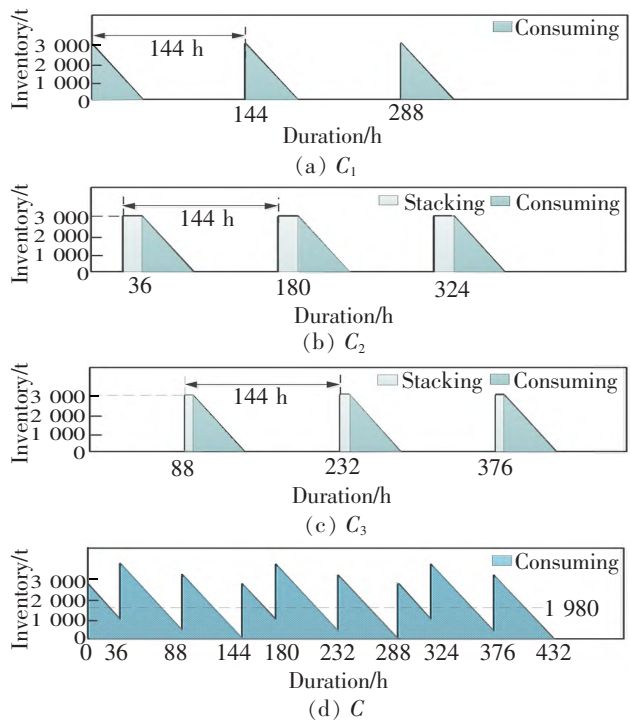 Inventory/t
3 000
2 000
1 000
0
144 h
Consuming
144
288
Duration/h
(a) C₁
Inventory/t
3 000
2 000
1 000
0
144 h
Stacking
Consuming
36
180
324
Duration/h
(b) C₂
Inventory/t
3 000
2 000
1 000
0
144 h
Stacking
Consuming
88
232
376
Duration/h
(c) C₃
Inventory/t
3 000
2 000
1 000
0
Consuming
1 980
0 36 88 144 180 232 288 324 376 432
Duration/h
(d) C